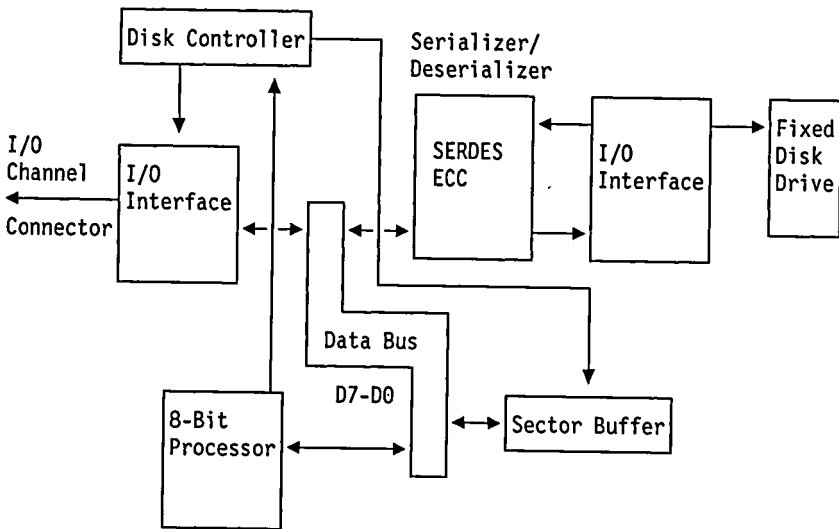 Disk Controller
Serializer/
Deserializer
I/O
Channel
Connector
I/O
Interface
SERDES
ECC
I/O
Interface
Fixed
Disk
Drive
Data Bus
D7-D0
8-Bit
Processor
Sector Buffer